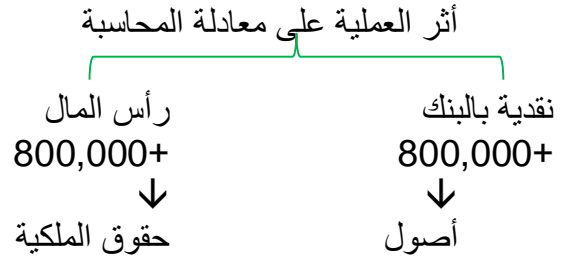 أثر العملية على معادلة المحاسبة
نقدية بالبنك رأس المال
800,000+ 800,000+
↓ ↓
أصول حقوق الملكية